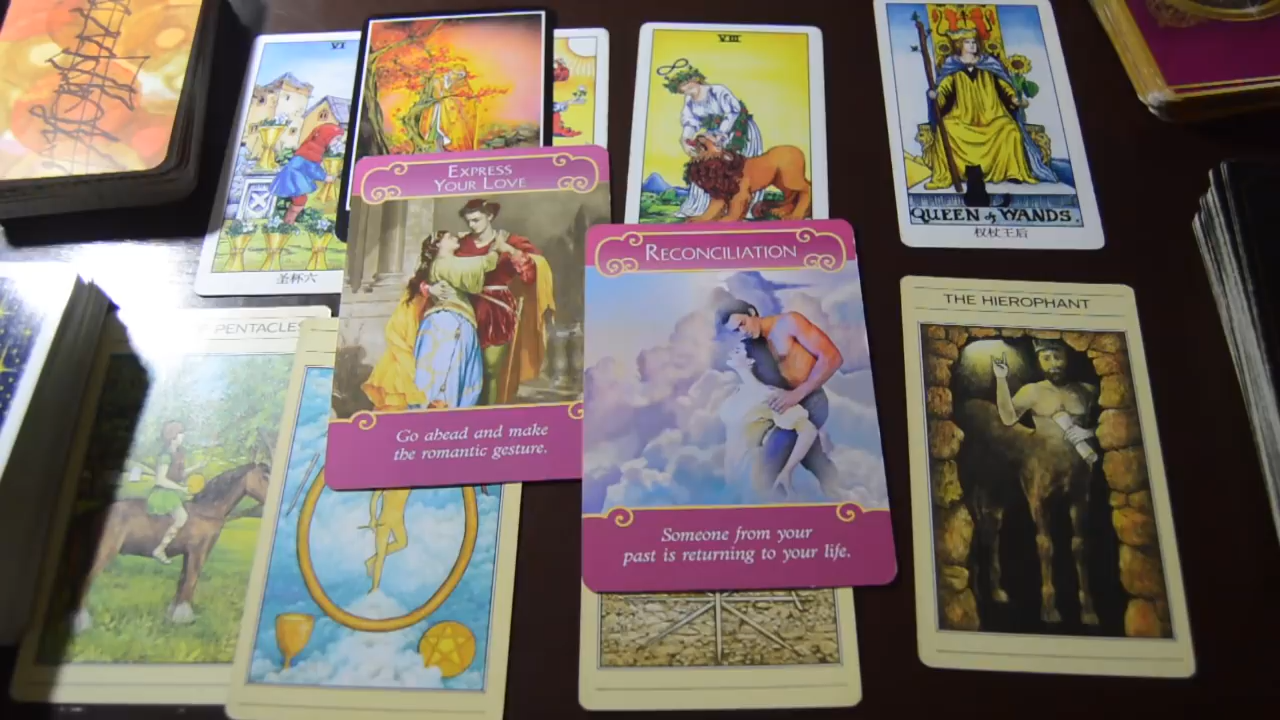 VI
圣杯六
VIII
QUEEN of WANDS.
权杖王后
EXPRESS
YOUR LOVE
Go ahead and make
the romantic gesture.
RECONCILIATION
Someone from your
past is returning to your life.
PENTACLES
THE HIEROPHANT